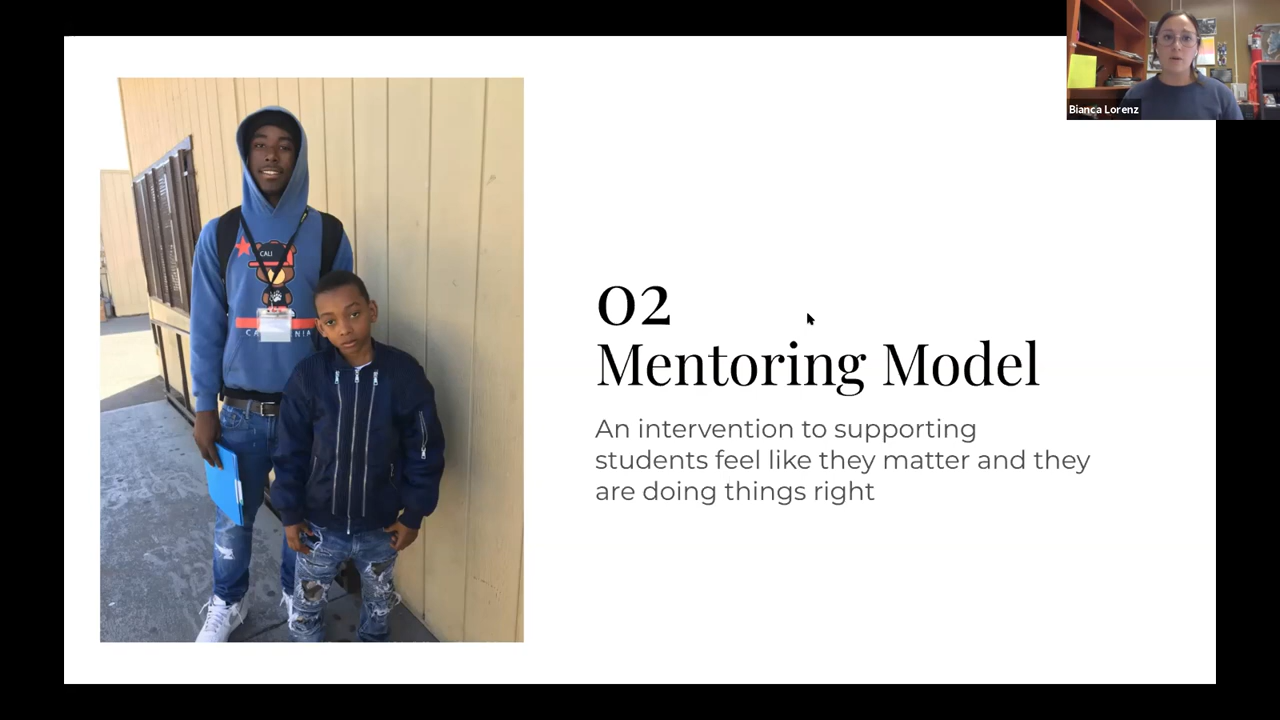 Bianca Lorenz
CALI
02
Mentoring Model
An intervention to supporting
students feel like they matter and they
are doing things right